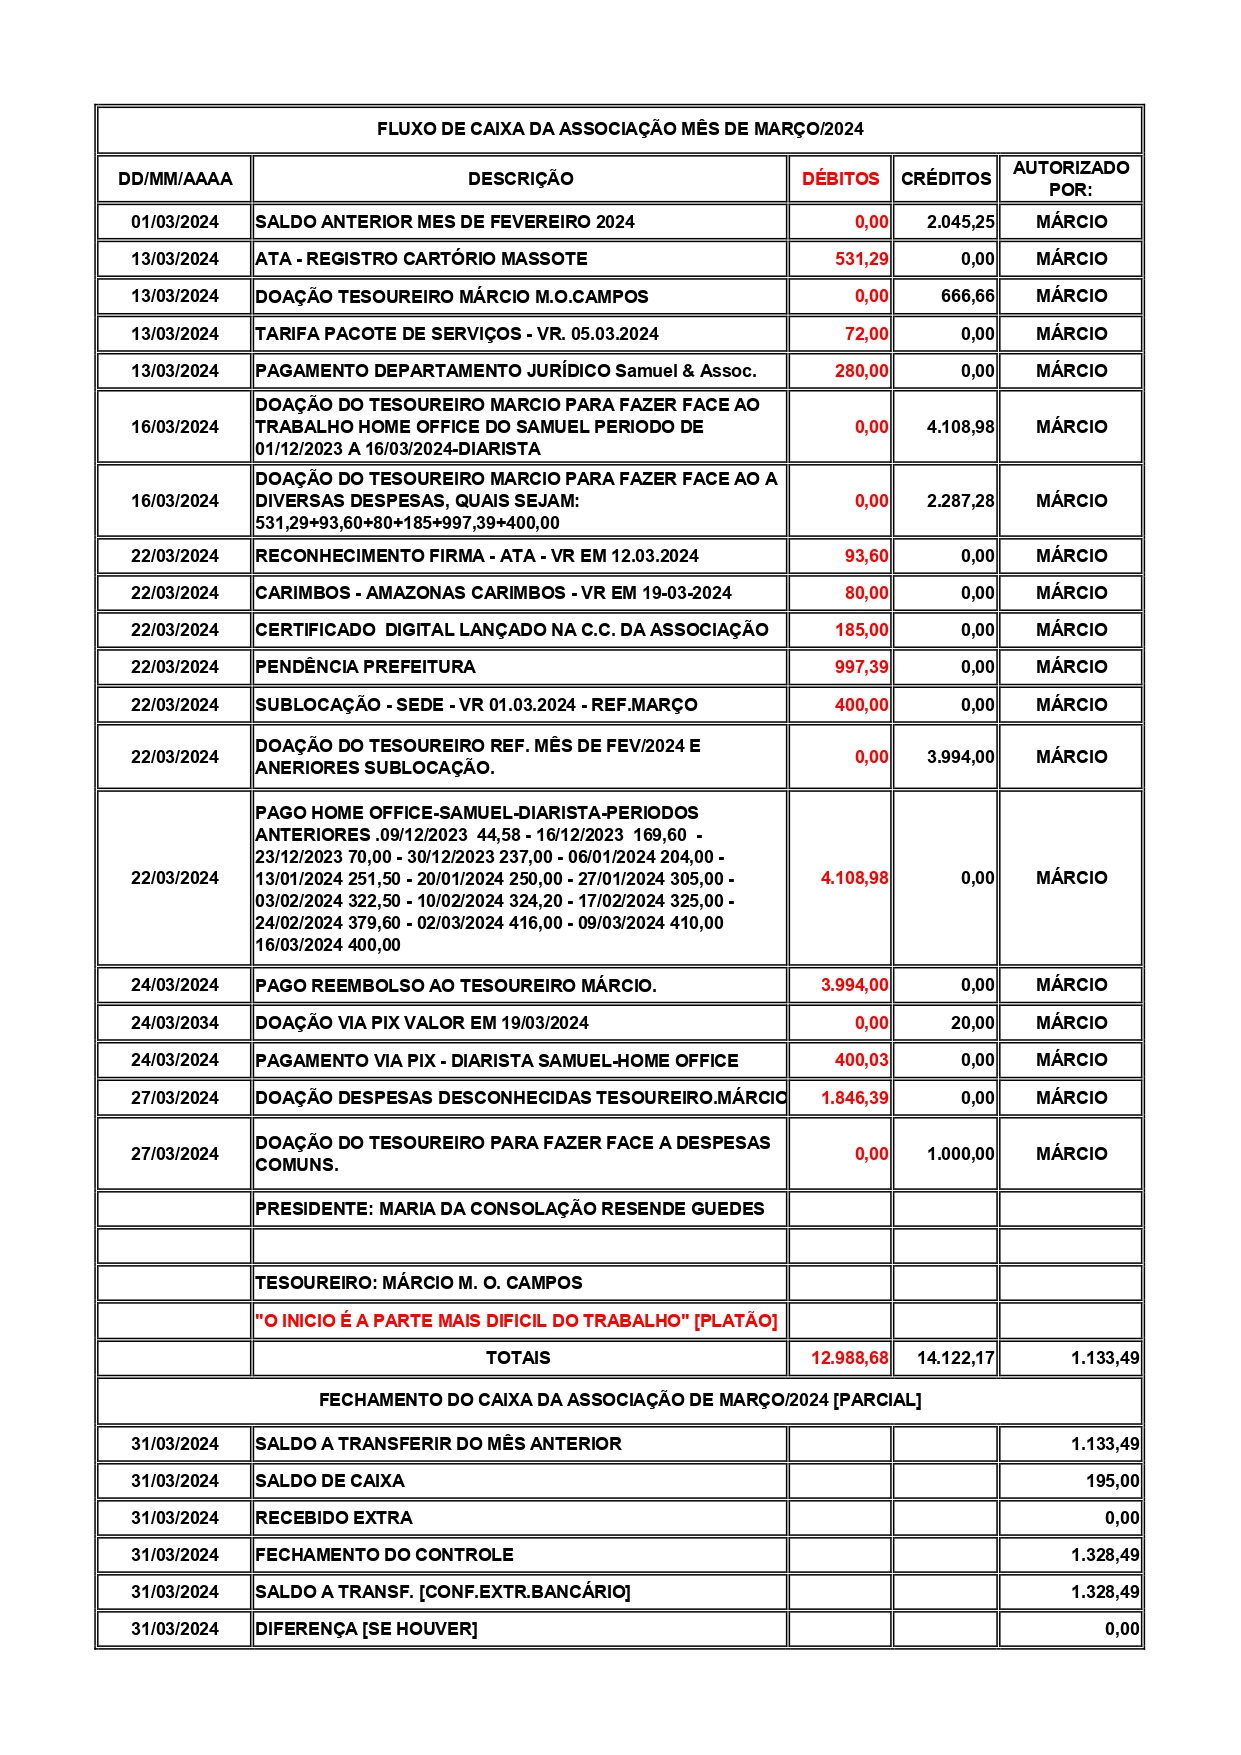 FLUXO DE CAIXA DA ASSOCIAÇÃO MÊS DE MARÇO/2024
DD/MM/AAAA DESCRIÇÃO DÉBITOS CRÉDITOS AUTORIZADO POR:
01/03/2024 SALDO ANTERIOR MES DE FEVEREIRO 2024 0,00 2.045,25 MÁRCIO
13/03/2024 ATA - REGISTRO CARTÓRIO MASSOTE 531,29 0,00 MÁRCIO
13/03/2024 DOAÇÃO TESOUREIRO MÁRCIO M.O.CAMPOS 0,00 666,66 MÁRCIO
13/03/2024 TARIFA PACOTE DE SERVIÇOS - VR. 05.03.2024 72,00 0,00 MÁRCIO
13/03/2024 PAGAMENTO DEPARTAMENTO JURÍDICO Samuel & Assoc. 280,00 0,00 MÁRCIO
DOAÇÃO DO TESOUREIRO MARCIO PARA FAZER FACE AO
16/03/2024 TRABALHO HOME OFFICE DO SAMUEL PERIODO DE 0,00 4.108,98 MÁRCIO
01/12/2023 A 16/03/2024-DIARISTA
DOAÇÃO DO TESOUREIRO MARCIO PARA FAZER FACE AO A
16/03/2024 DIVERSAS DESPESAS, QUAIS SEJAM: 0,00 2.287,28 MÁRCIO
531,29+93,60+80+185+997,39+400,00
22/03/2024 RECONHECIMENTO FIRMA - ATA - VR EM 12.03.2024 93,60 0,00 MÁRCIO
22/03/2024 CARIMBOS - AMAZONAS CARIMBOS - VR EM 19-03-2024 80,00 0,00 MÁRCIO
22/03/2024 CERTIFICADO  DIGITAL LANÇADO NA C.C. DA ASSOCIAÇÃO 185,00 0,00 MÁRCIO
22/03/2024 PENDÊNCIA PREFEITURA 997,39 0,00 MÁRCIO
22/03/2024 SUBLOCAÇÃO - SEDE - VR 01.03.2024 - REF.MARÇO 400,00 0,00 MÁRCIO
22/03/2024 DOAÇÃO DO TESOUREIRO REF. MÊS DE FEV/2024 E 0,00 3.994,00 MÁRCIO
ANERIORES SUBLOCAÇÃO.
PAGO HOME OFFICE-SAMUEL-DIARISTA-PERIODOS
ANTERIORES .09/12/2023  44,58 - 16/12/2023  169,60  -
23/12/2023 70,00 - 30/12/2023 237,00 - 06/01/2024 204,00 -
22/03/2024 13/01/2024 251,50 - 20/01/2024 250,00 - 27/01/2024 305,00 - 4.108,98 0,00 MÁRCIO
03/02/2024 322,50 - 10/02/2024 324,20 - 17/02/2024 325,00 -
24/02/2024 379,60 - 02/03/2024 416,00 - 09/03/2024 410,00
16/03/2024 400,00
24/03/2024 PAGO REEMBOLSO AO TESOUREIRO MÁRCIO. 3.994,00 0,00 MÁRCIO
24/03/2034 DOAÇÃO VIA PIX VALOR EM 19/03/2024 0,00 20,00 MÁRCIO
24/03/2024 PAGAMENTO VIA PIX - DIARISTA SAMUEL-HOME OFFICE 400,03 0,00 MÁRCIO
27/03/2024 DOAÇÃO DESPESAS DESCONHECIDAS TESOUREIRO.MÁRCIO 1.846,39 0,00 MÁRCIO
27/03/2024 DOAÇÃO DO TESOUREIRO PARA FAZER FACE A DESPESAS 0,00 1.000,00 MÁRCIO
COMUNS.
PRESIDENTE: MARIA DA CONSOLAÇÃO RESENDE GUEDES
TESOUREIRO: MÁRCIO M. O. CAMPOS
"O INICIO É A PARTE MAIS DIFICIL DO TRABALHO" [PLATÃO]
TOTAIS 12.988,68 14.122,17 1.133,49
FECHAMENTO DO CAIXA DA ASSOCIAÇÃO DE MARÇO/2024 [PARCIAL]
31/03/2024 SALDO A TRANSFERIR DO MÊS ANTERIOR 1.133,49
31/03/2024 SALDO DE CAIXA 195,00
31/03/2024 RECEBIDO EXTRA 0,00
31/03/2024 FECHAMENTO DO CONTROLE 1.328,49
31/03/2024 SALDO A TRANSF. [CONF.EXTR.BANCÁRIO] 1.328,49
31/03/2024 DIFERENÇA [SE HOUVER] 0,00